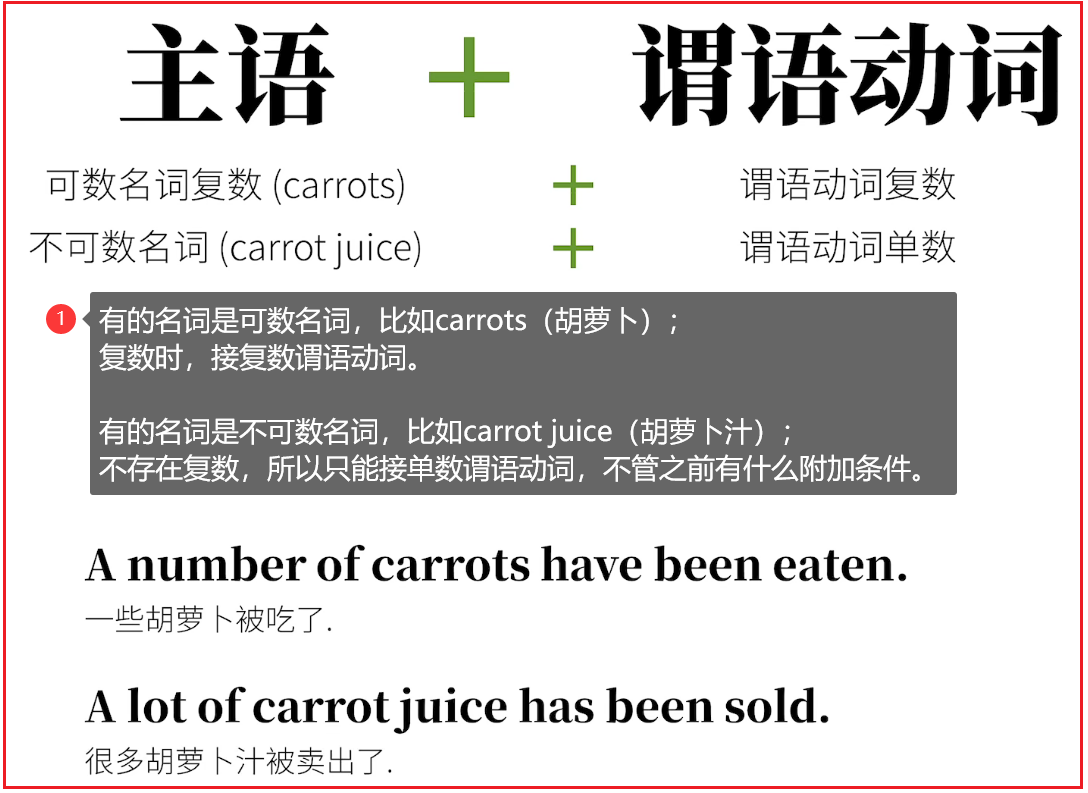 主语 + 谓语动词
可数名词复数 (carrots) + 谓语动词复数
不可数名词 (carrot juice) + 谓语动词单数
1
有的名词是可数名词，比如carrots（胡萝卜）；
复数时，接复数谓语动词。
有的名词是不可数名词，比如carrot juice（胡萝卜汁）；
不存在复数，所以只能接单数谓语动词，不管之前有什么附加条件。
A number of carrots have been eaten.
一些胡萝卜被吃了.
A lot of carrot juice has been sold.
很多胡萝卜汁被卖出了.